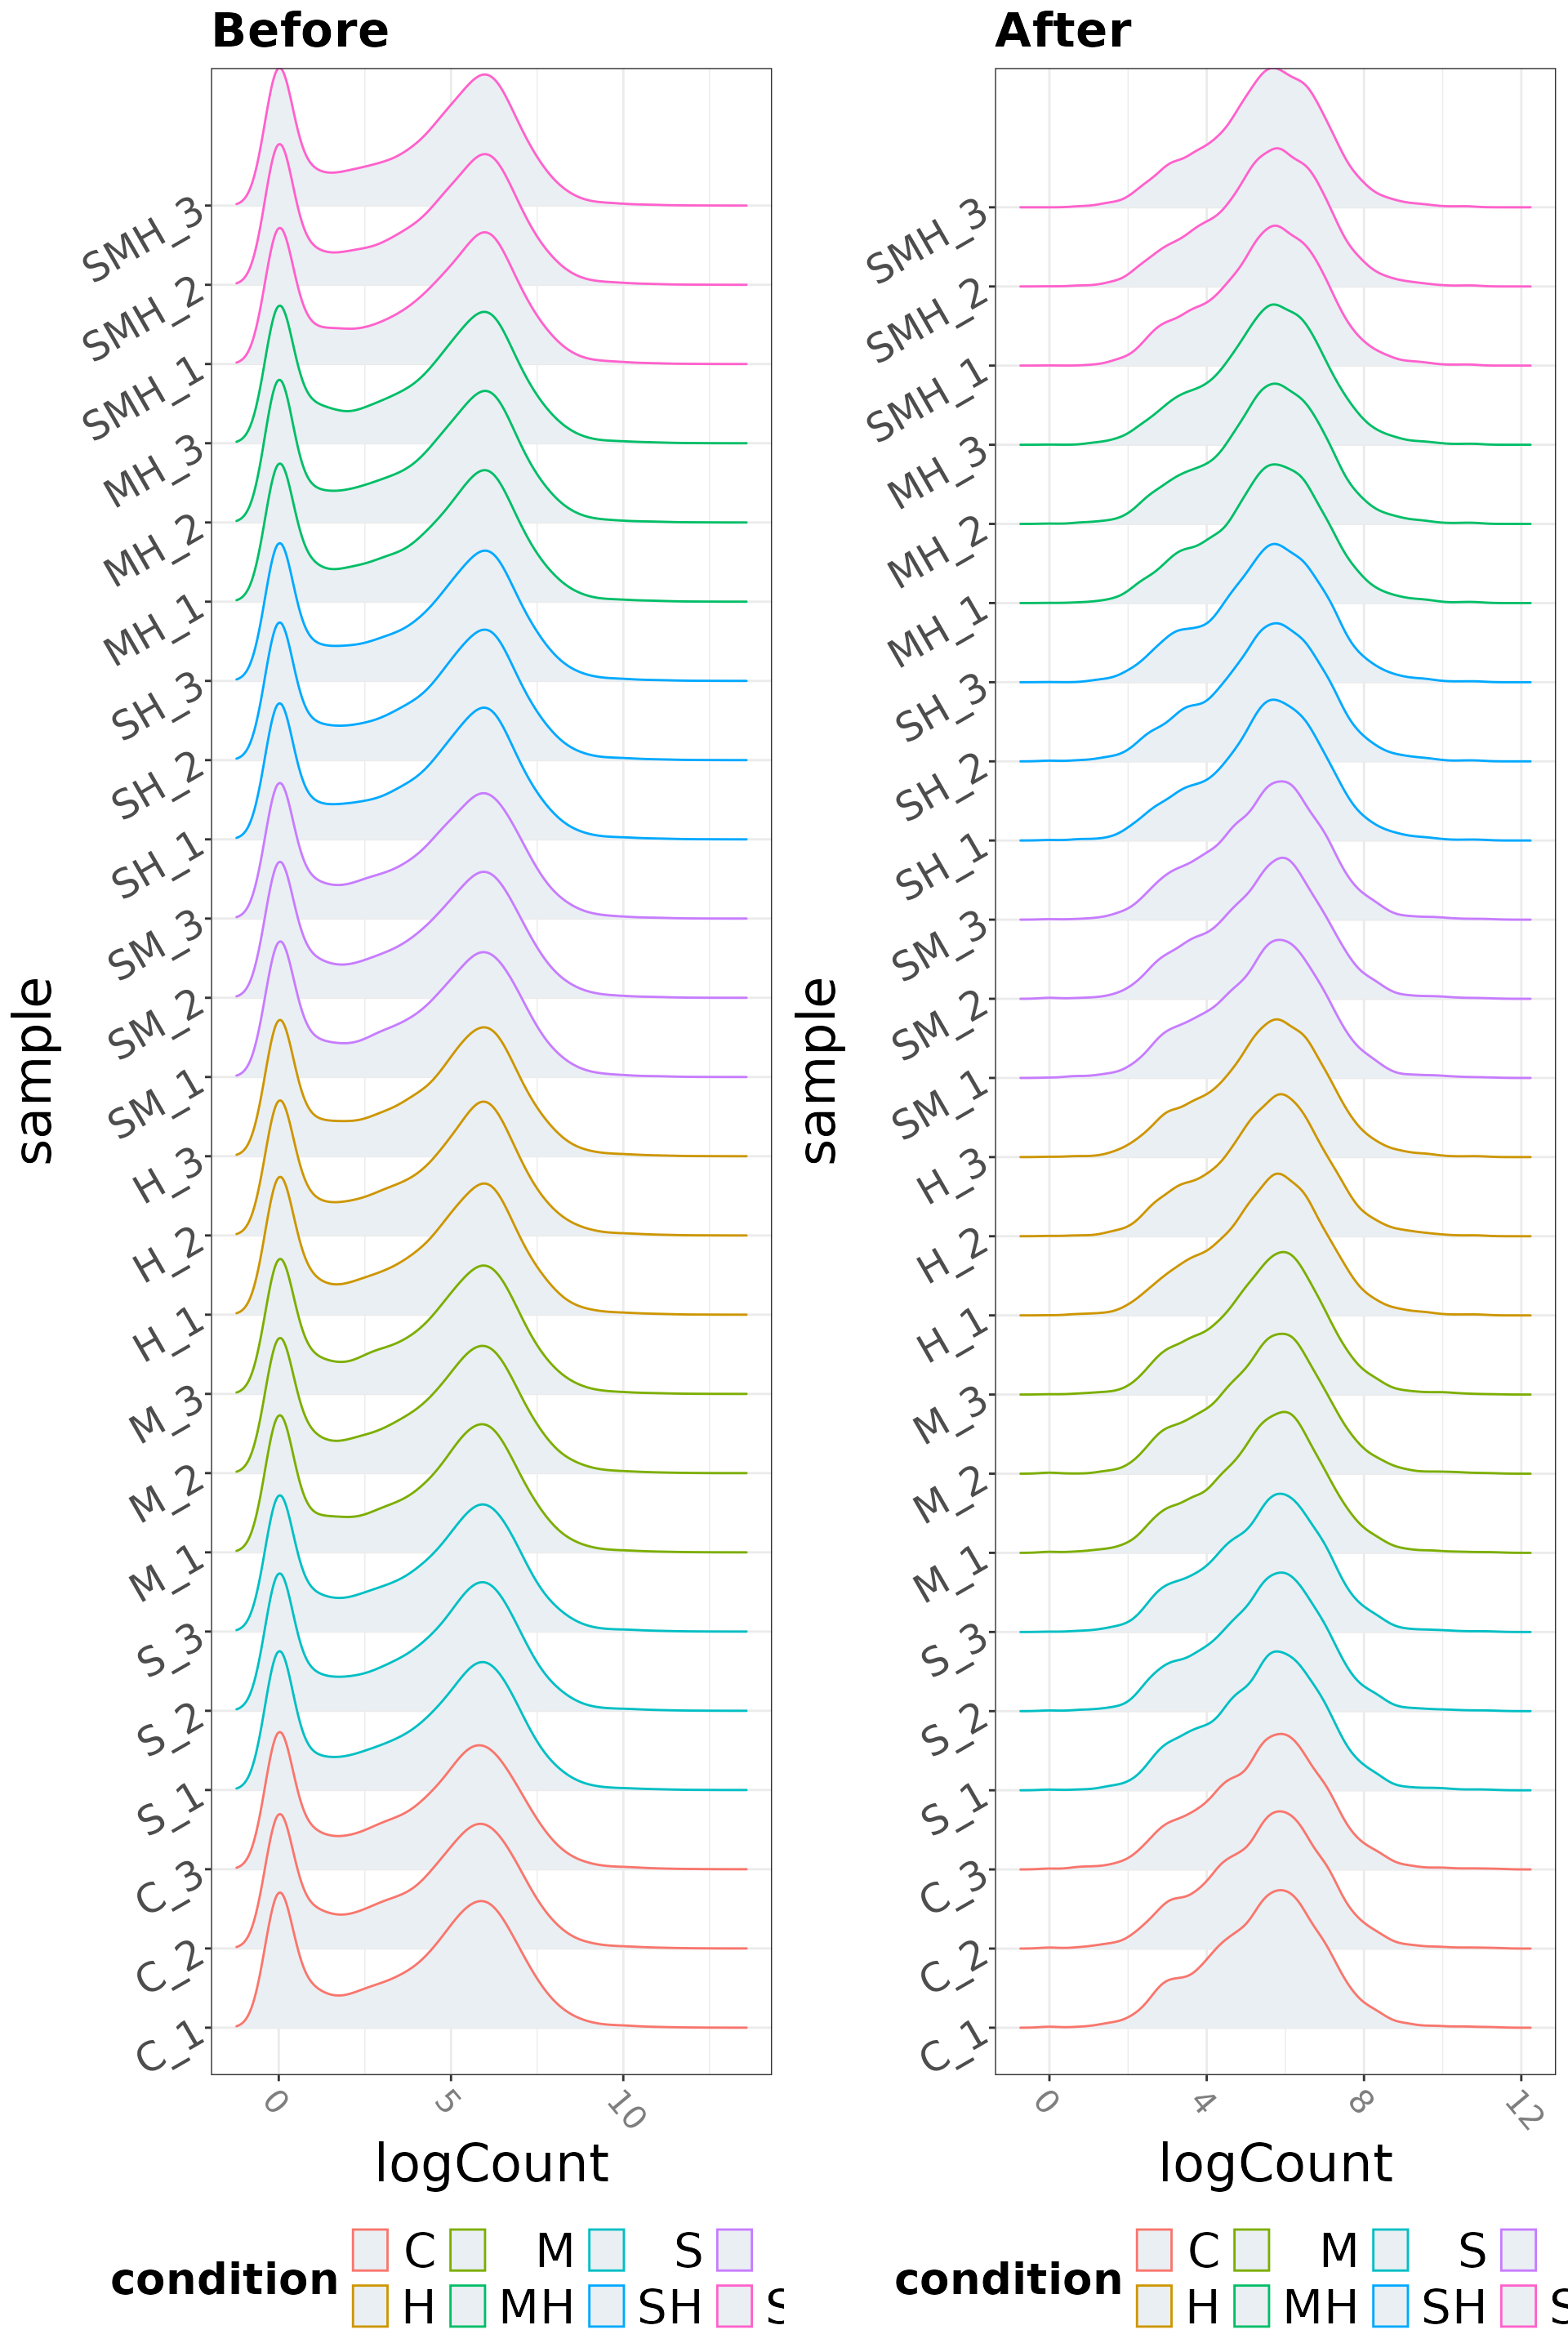 Before
SMH_3
SMH_2
SMH_1
MH_3
MH_2
MH_1
SH_3
SH_2
SH_1
SM_3
SM_2
SM_1
H_3
H_2
H_1
M_3
M_2
M_1
S_3
S_2
S_1
C_3
C_2
C_1
sample
0 5 10
logCount
condition
C M S
H MH SH S
After
SMH_3
SMH_2
SMH_1
MH_3
MH_2
MH_1
SH_3
SH_2
SH_1
SM_3
SM_2
SM_1
H_3
H_2
H_1
M_3
M_2
M_1
S_3
S_2
S_1
C_3
C_2
C_1
sample
0 4 8 12
logCount
condition
C M S
H MH SH S